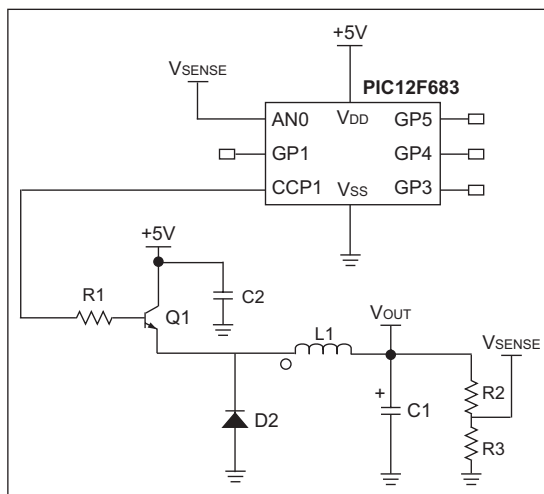 +5V
VSENSE
PIC12F683
AN0 VDD GP5
GP1 GP4
CCP1 VSS GP3
+5V
R1
C2
Q1
VOUT
L1
VSENSE
R2
+
C1
D2
R3